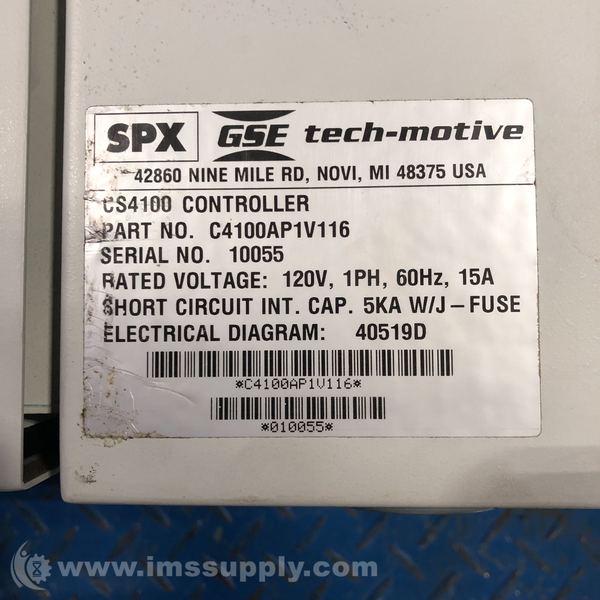 SPX GSE tech-motive
42860 NINE MILE RD, NOVI, MI 48375 USA
CS4100 CONTROLLER
PART NO. C4100AP1V116
SERIAL NO. 10055
RATED VOLTAGE: 120V, 1PH, 60Hz, 15A
SHORT CIRCUIT INT. CAP. 5KA W/J-FUSE
ELECTRICAL DIAGRAM: 40519D
*C4100AP1V116*
*010055*
www.imssupply.com